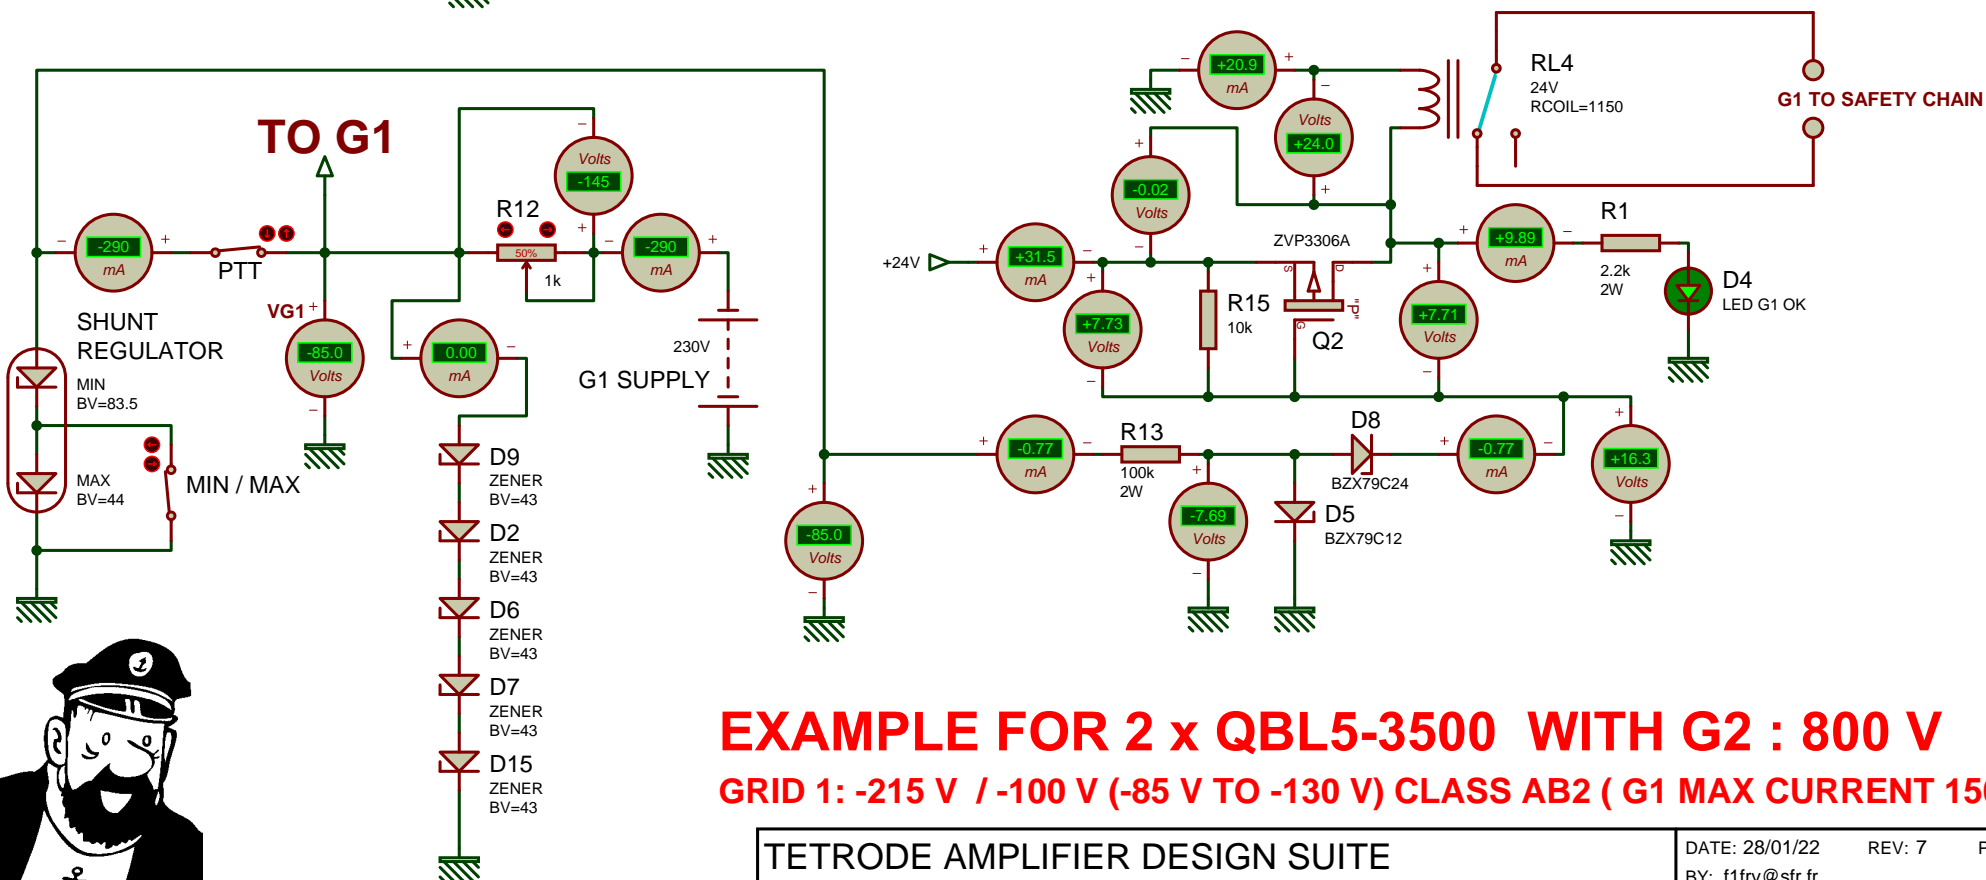 TO G1
-290
mA
+
−
PTT
SHUNT
REGULATOR
MIN
BV=83.5
MAX
BV=44
MIN / MAX
VG1
+
-85.0
Volts
−
R12
50%
1k
−
Volts
-145
+
−
-290
mA
+
+
0.00
mA
−
230V
G1 SUPPLY
D9
ZENER
BV=43
D2
ZENER
BV=43
D6
ZENER
BV=43
D7
ZENER
BV=43
D15
ZENER
BV=43
+
-85.0
Volts
−
−
+20.9
mA
+
−
Volts
+24.0
+
+
-0.02
Volts
−
RL4
24V
RCOIL=1150
G1 TO SAFETY CHAIN
+24V
+
+31.5
mA
−
+
+7.73
Volts
−
R15
10k
ZVP3306A
S
D
G
"P"
Q2
+
+9.89
mA
−
+
+7.71
Volts
−
R1
2.2k
2W
D4
LED G1 OK
+
-0.77
mA
−
R13
100k
2W
+
-7.69
Volts
−
D8
BZX79C24
D5
BZX79C12
+
-0.77
mA
−
+
+16.3
Volts
−
EXAMPLE FOR 2 x QBL5-3500 WITH G2 : 800 V
GRID 1: -215 V / -100 V (-85 V TO -130 V) CLASS AB2 ( G1 MAX CURRENT
TETRODE AMPLIFIER DESIGN SUITE
DATE: 28/01/22
REV: 7
BY: f1frv@sfr.fr